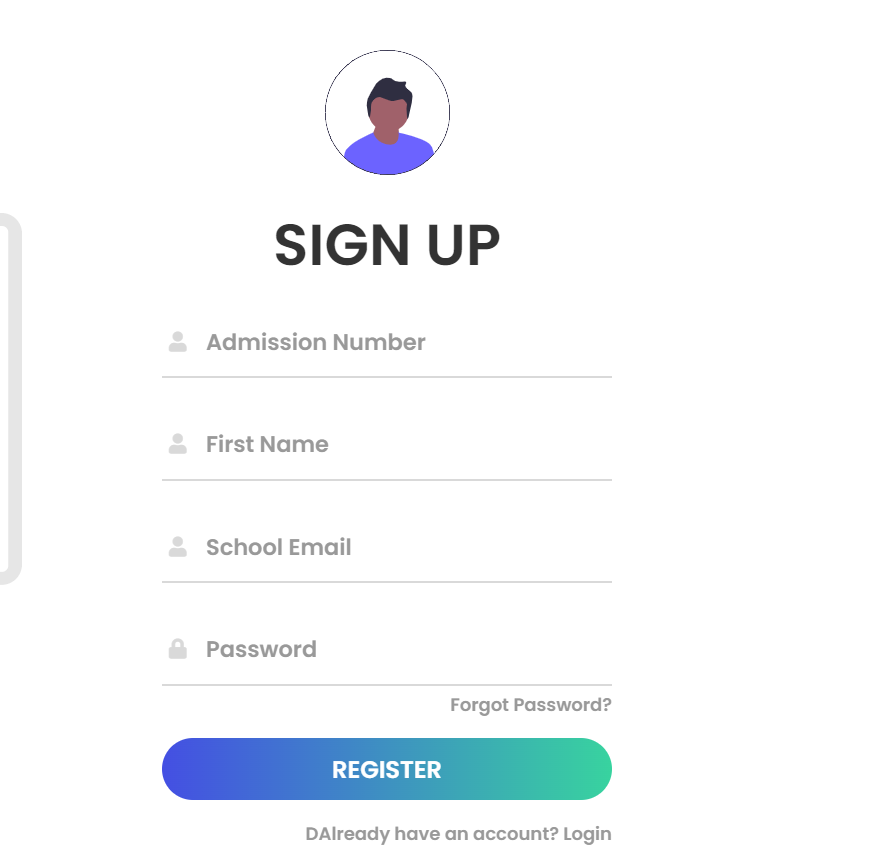 SIGN UP
Admission Number
First Name
School Email
Password
Forgot Password?
REGISTER
DAlready have an account? Login